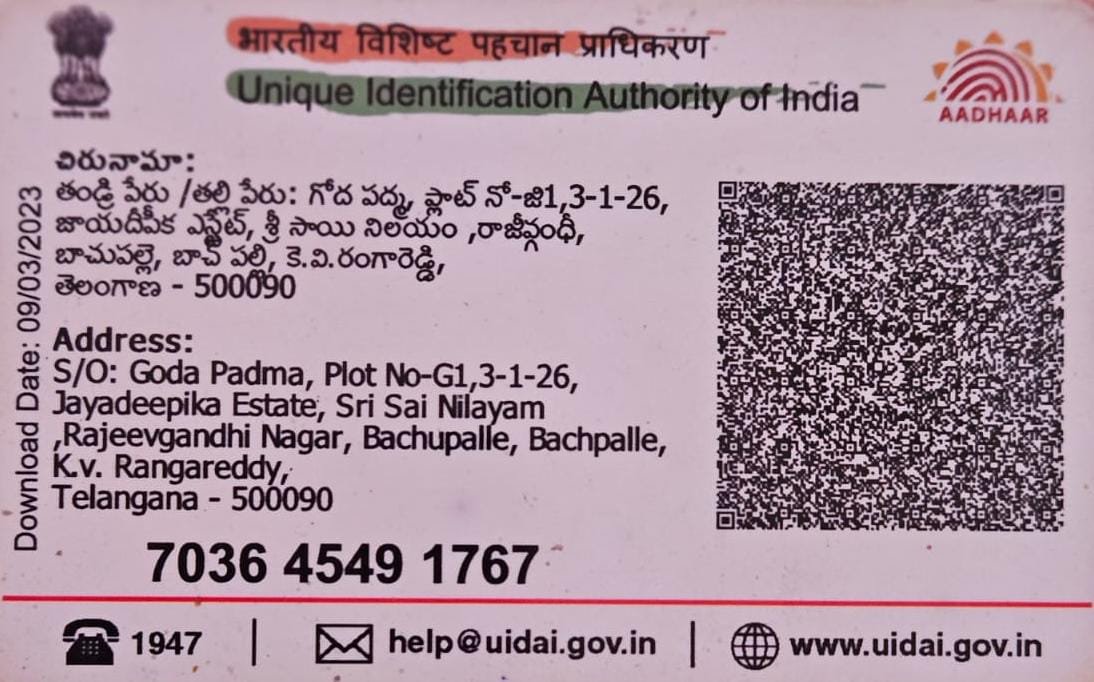 भारतीय विशिष्ट पहचान प्राधिकरण
Unique Identification Authority of India
AADHAAR
చిరునామా:
తండ్రి పేరు /తల్లి పేరు: గోద పద్మ, ప్లాట్ నో-జి1,3-1-26,
జాయదీపిక ఎస్టేట్, శ్రీ సాయి నిలయం ,రాజీవ్గంధీ,
బాచుపల్లె, బాచ్ పల్లి, కె.వి.రంగారెడ్డి,
తెలంగాణ - 500090
Address:
S/O: Goda Padma, Plot No-G1,3-1-26,
Jayadeepika Estate, Sri Sai Nilayam
,Rajeevgandhi Nagar, Bachupalle, Bachpalle,
K.v. Rangareddy,
Telangana - 500090
Download Date: 09/03/2023
7036 4549 1767
1947 | help@uidai.gov.in | www.uidai.gov.in